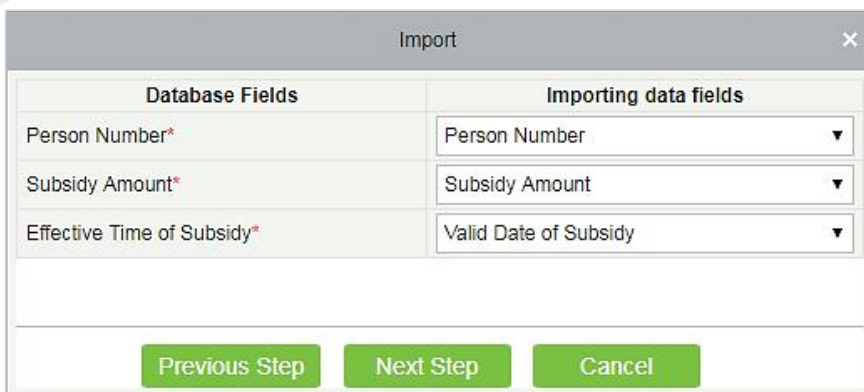 Import ×
Database Fields Importing data fields
Person Number* Person Number
Subsidy Amount* Subsidy Amount
Effective Time of Subsidy* Valid Date of Subsidy
Previous Step Next Step Cancel